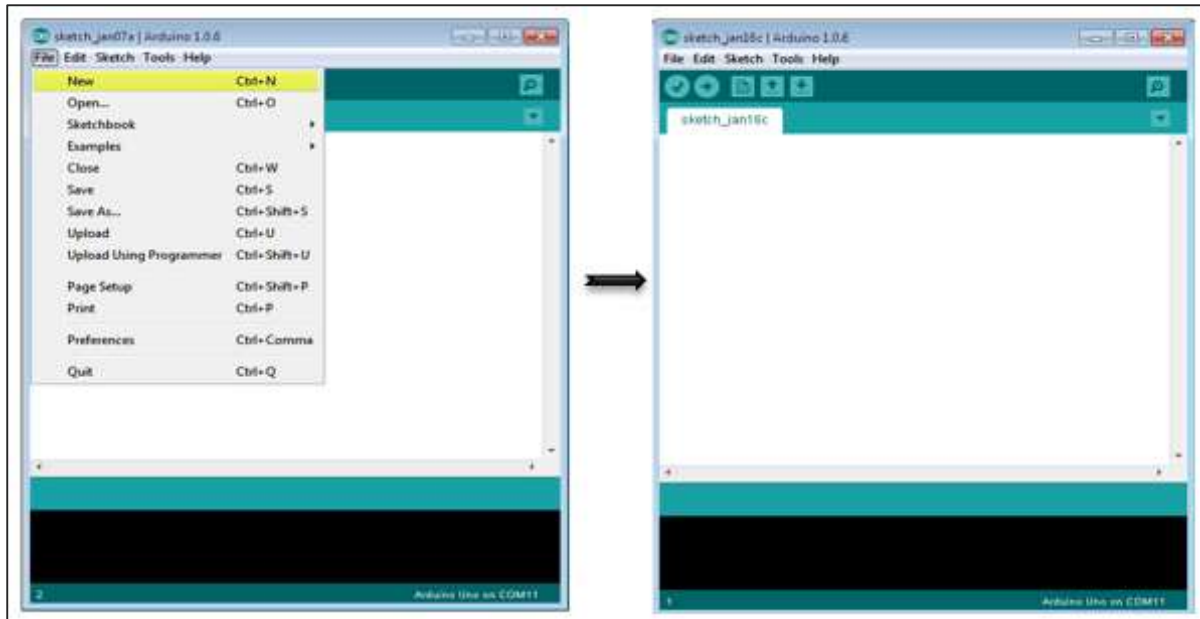 sketch_jan07a | Arduino 1.0.6
File Edit Sketch Tools Help
New Ctrl+N
Open... Ctrl+O
Sketchbook
Examples
Close Ctrl+W
Save Ctrl+S
Save As... Ctrl+Shift+S
Upload Ctrl+U
Upload Using Programmer Ctrl+Shift+U
Page Setup Ctrl+Shift+P
Print Ctrl+P
Preferences Ctrl+Comma
Quit Ctrl+Q
2 Arduino Uno on COM11
sketch_jan16c | Arduino 1.0.6
File Edit Sketch Tools Help
sketch_jan16c
1 Arduino Uno on COM11